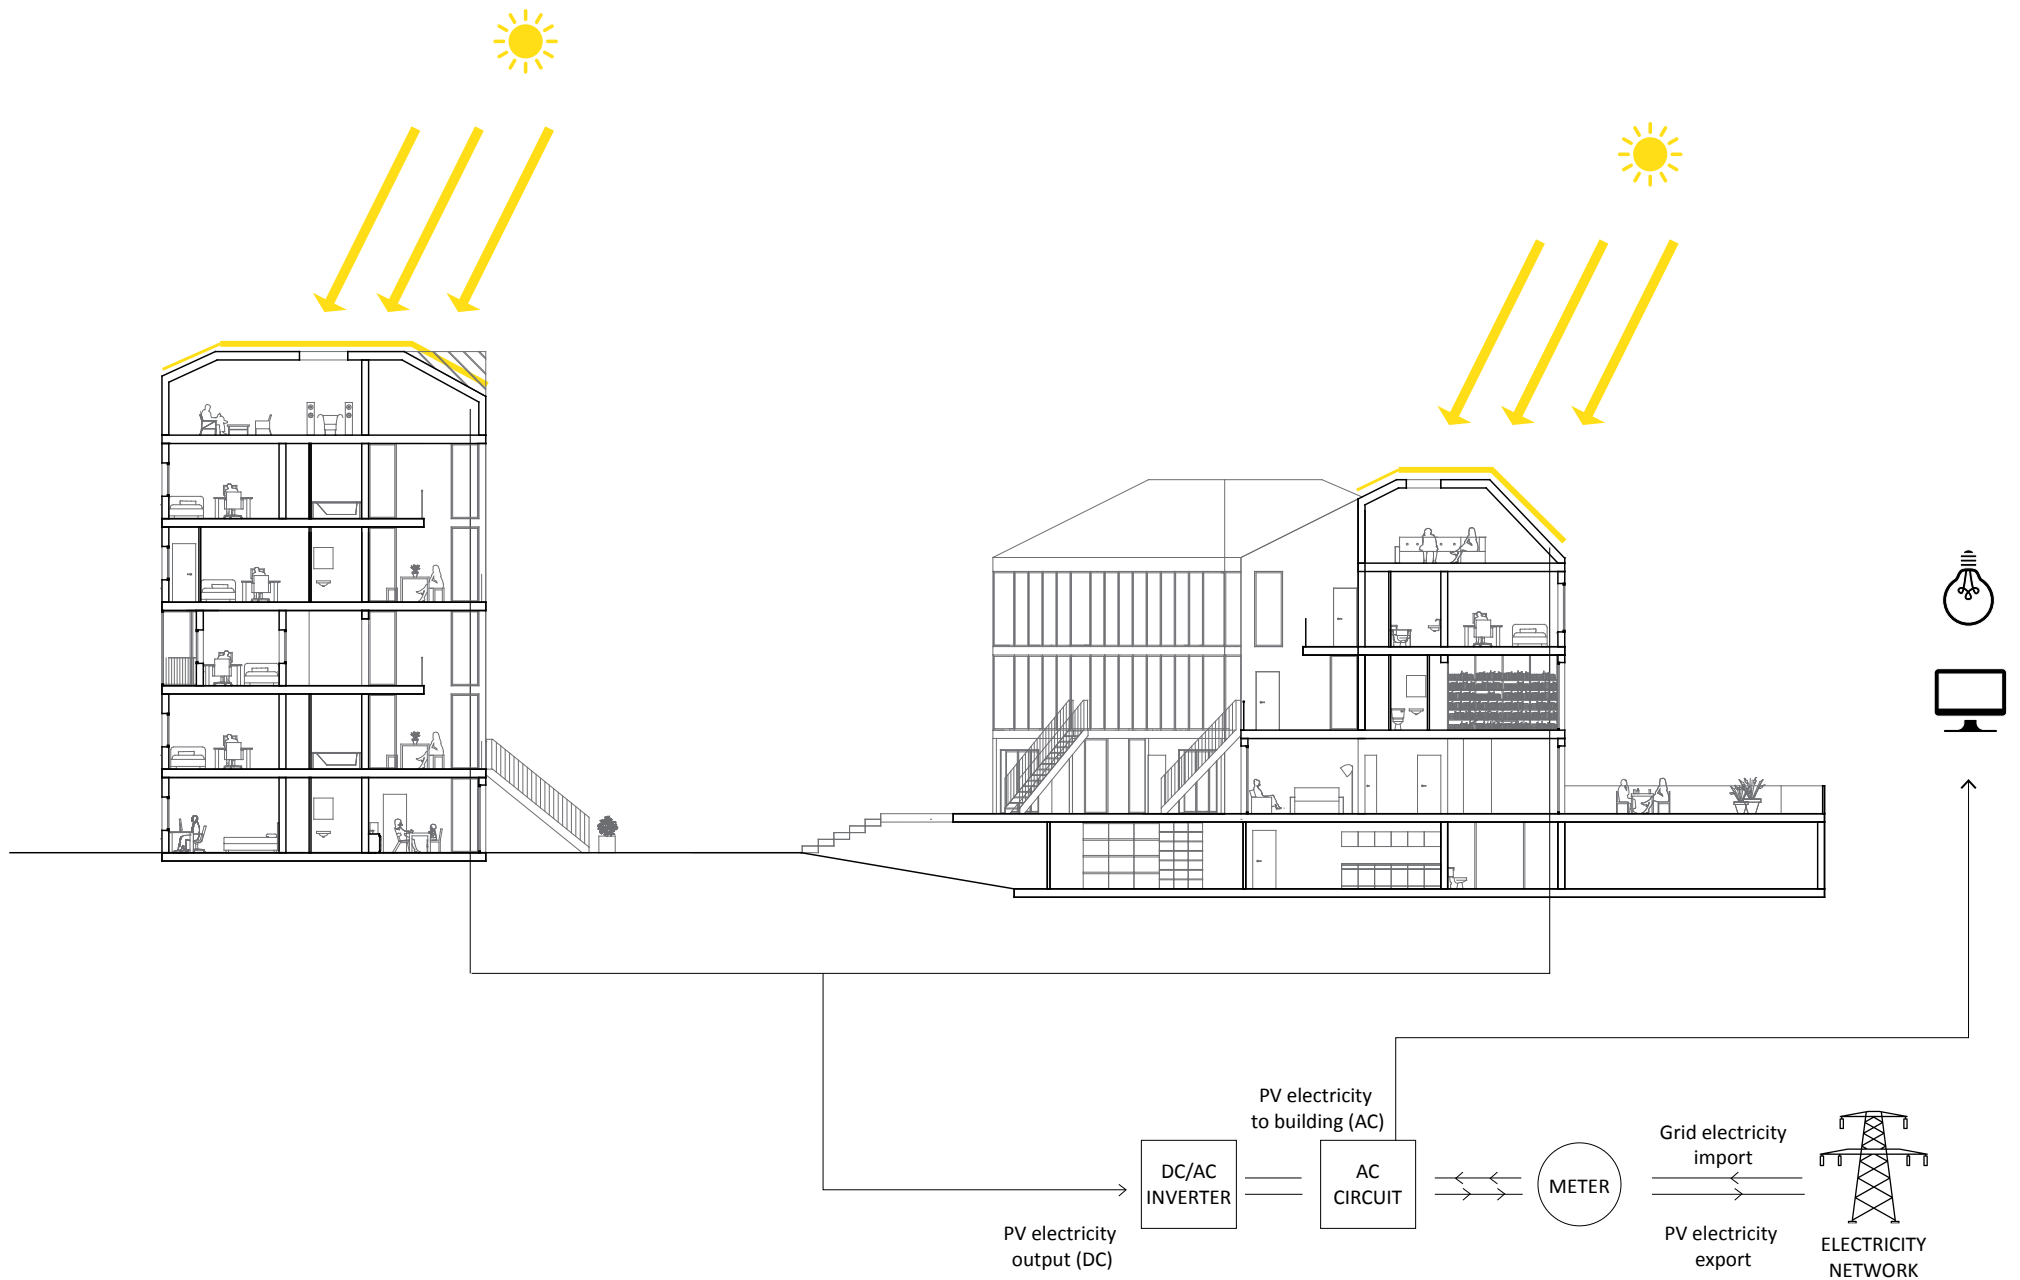 PV electricity
to building (AC)
DC/AC
INVERTER
AC
CIRCUIT
METER
Grid electricity
import
PV electricity
output (DC)
PV electricity
export
ELECTRICITY
NETWORK